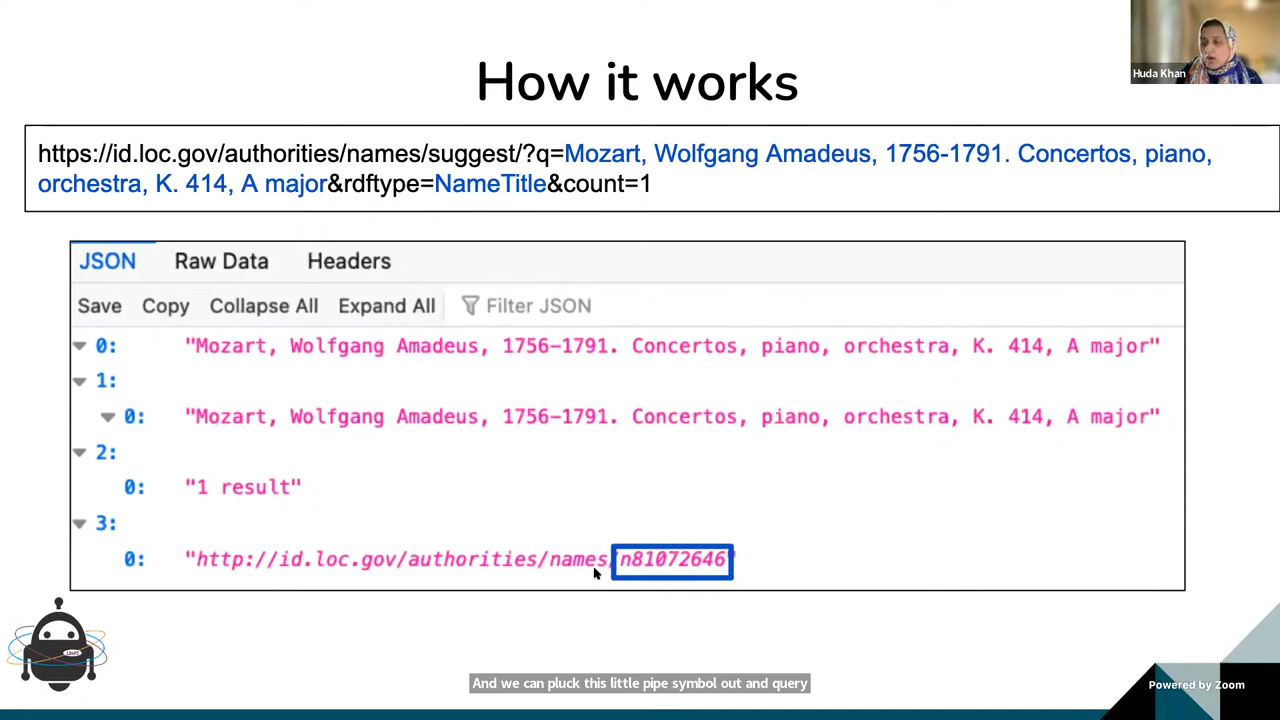 Huda Khan
How it works
https://id.loc.gov/authorities/names/suggest/?q=Mozart, Wolfgang Amadeus, 1756-1791. Concertos, piano,
orchestra, K. 414, A major&rdftype=NameTitle&count=1
JSON Raw Data Headers
Save Copy Collapse All Expand All Filter JSON
0: "Mozart, Wolfgang Amadeus, 1756-1791. Concertos, piano, orchestra, K. 414, A major"
1:
0: "Mozart, Wolfgang Amadeus, 1756-1791. Concertos, piano, orchestra, K. 414, A major"
2:
0: "1 result"
3:
0: "http://id.loc.gov/authorities/names/n81072646"
And we can pluck this little pipe symbol out and query
Powered by Zoom